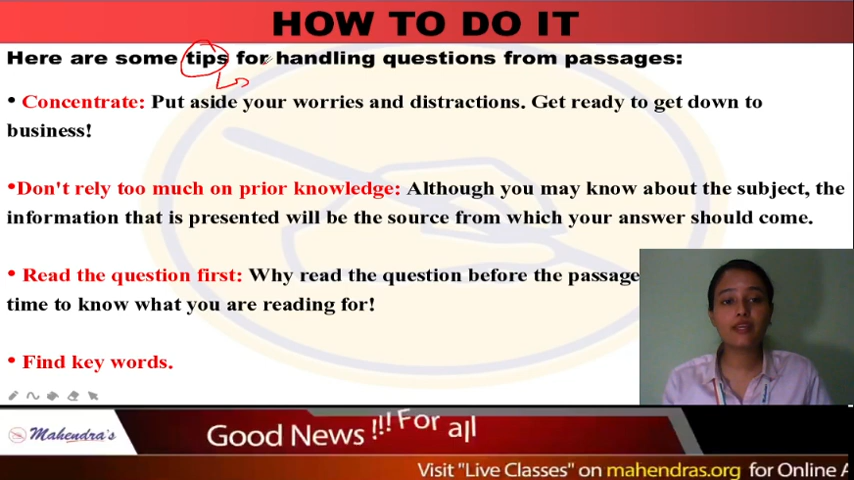 HOW TO DO IT
Here are some tips for handling questions from passages:
• Concentrate: Put aside your worries and distractions. Get ready to get down to
business!
•Don't rely too much on prior knowledge: Although you may know about the subject, the
information that is presented will be the source from which your answer should come.
• Read the question first: Why read the question before the passage
time to know what you are reading for!
• Find key words.
Mahendra's
Good News !!! For all
Visit "Live Classes" on mahendras.org for Online A